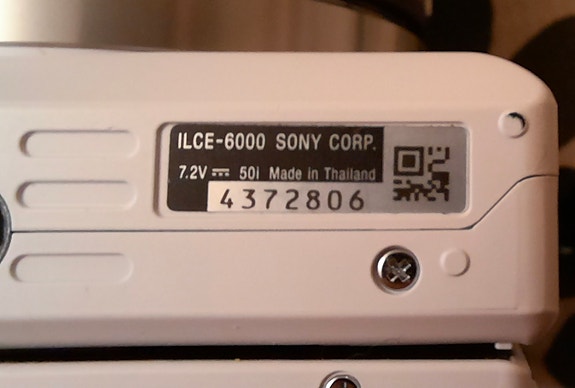 ILCE-6000 SONY CORP.
7.2V ⎓ 50i Made in Thailand
4372806